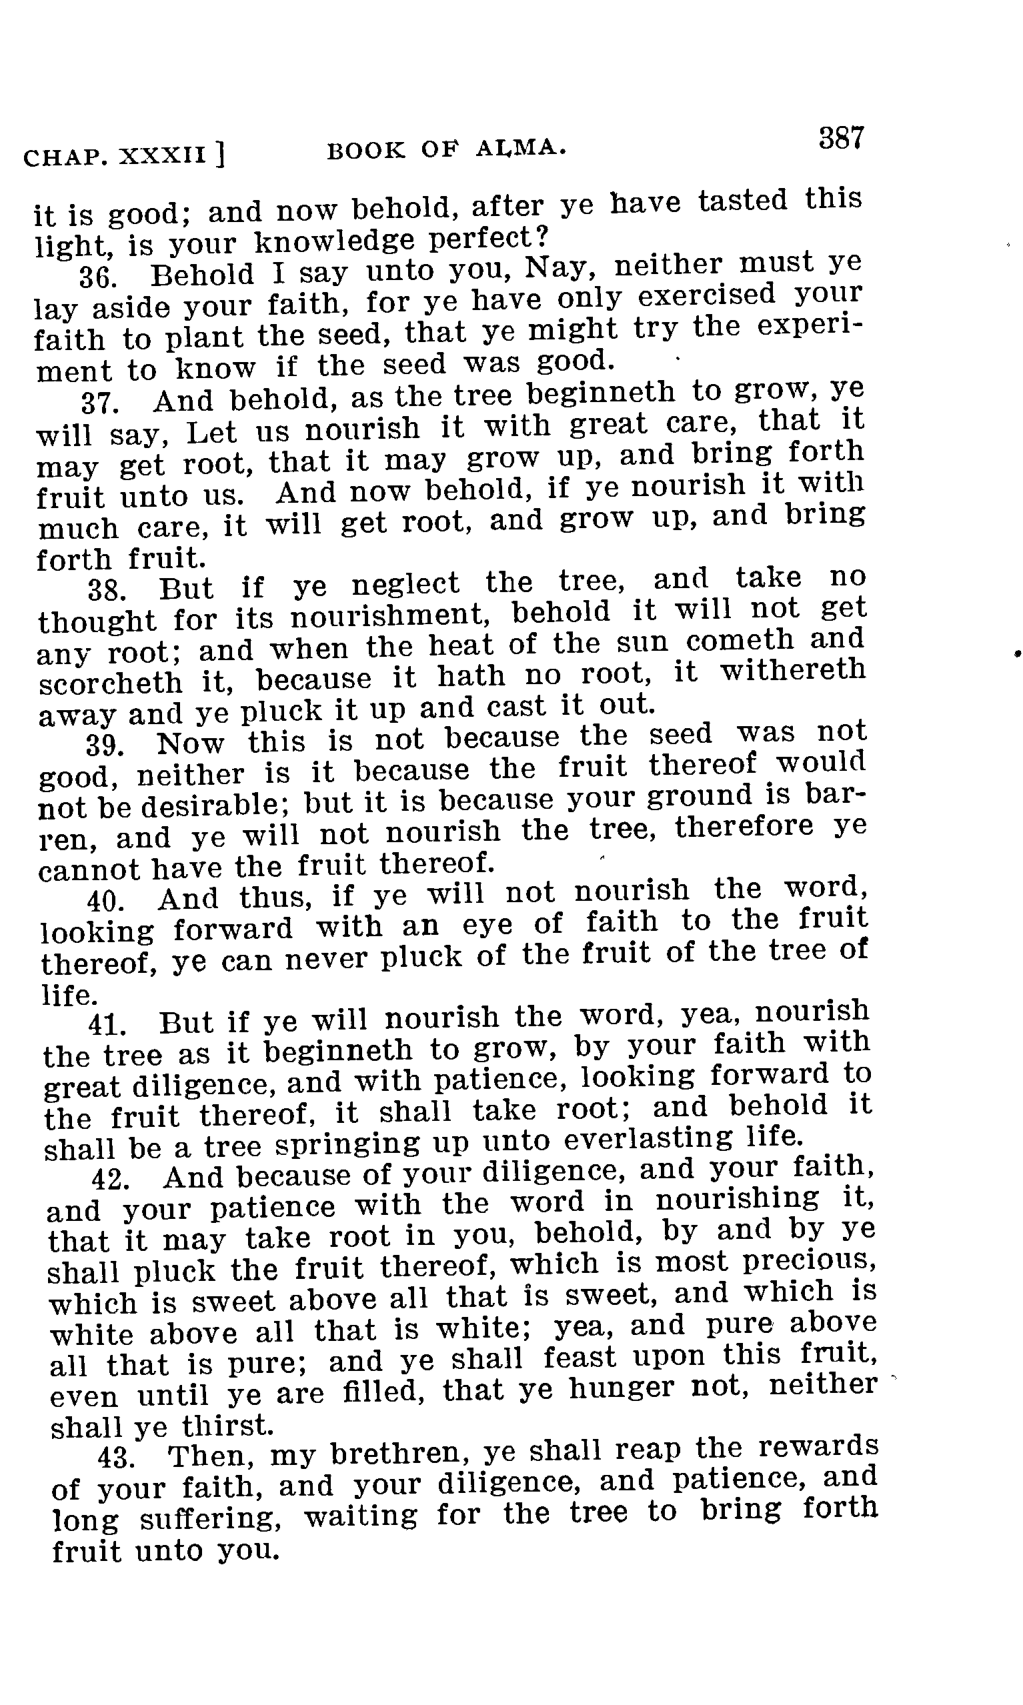 CHAP. XXXII ] BOOK OF ALMA. 387
it is good; and now behold, after ye have tasted this
light, is your knowledge perfect?
36. Behold I say unto you, Nay, neither must ye
lay aside your faith, for ye have only exercised your
faith to plant the seed, that ye might try the experi-
ment to know if the seed was good.
37. And behold, as the tree beginneth to grow, ye
will say, Let us nourish it with great care, that it
may get root, that it may grow up, and bring forth
fruit unto us. And now behold, if ye nourish it with
much care, it will get root, and grow up, and bring
forth fruit.
38. But if ye neglect the tree, and take no
thought for its nourishment, behold it will not get
any root; and when the heat of the sun cometh and
scorcheth it, because it hath no root, it withereth
away and ye pluck it up and cast it out.
39. Now this is not because the seed was not
good, neither is it because the fruit thereof would
not be desirable; but it is because your ground is bar-
ren, and ye will not nourish the tree, therefore ye
cannot have the fruit thereof.
40. And thus, if ye will not nourish the word,
looking forward with an eye of faith to the fruit
thereof, ye can never pluck of the fruit of the tree of
life.
41. But if ye will nourish the word, yea, nourish
the tree as it beginneth to grow, by your faith with
great diligence, and with patience, looking forward to
the fruit thereof, it shall take root; and behold it
shall be a tree springing up unto everlasting life.
42. And because of your diligence, and your faith,
and your patience with the word in nourishing it,
that it may take root in you, behold, by and by ye
shall pluck the fruit thereof, which is most precious,
which is sweet above all that is sweet, and which is
white above all that is white; yea, and pure above
all that is pure; and ye shall feast upon this fruit,
even until ye are filled, that ye hunger not, neither
shall ye thirst.
43. Then, my brethren, ye shall reap the rewards
of your faith, and your diligence, and patience, and
long suffering, waiting for the tree to bring forth
fruit unto you.